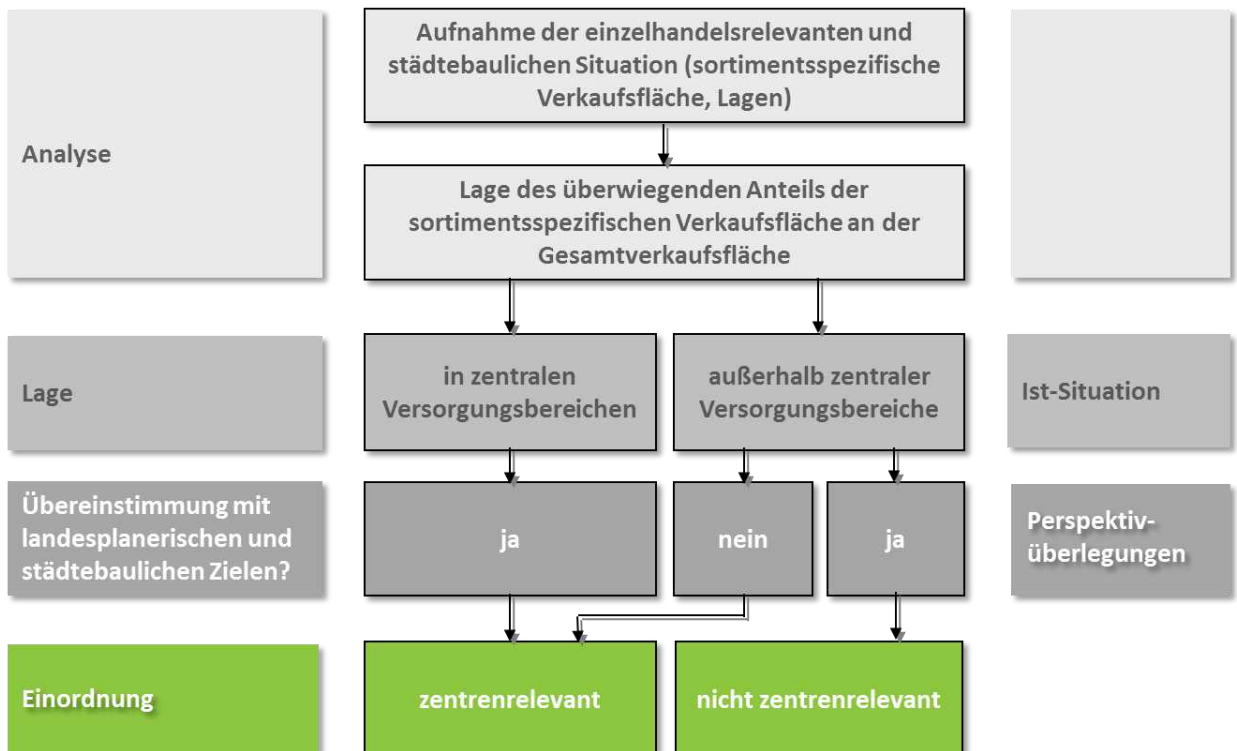 Aufnahme der einzelhandelsrelevanten und
städtebaulichen Situation (sortimentsspezifische
Verkaufsfläche, Lagen)
Analyse
Lage des überwiegenden Anteils der
sortimentsspezifischen Verkaufsfläche an der
Gesamtverkaufsfläche
Lage
in zentralen
Versorgungsbereichen
außerhalb zentraler
Versorgungsbereiche
Ist-Situation
Übereinstimmung mit
landesplanerischen und
städtebaulichen Zielen?
ja
nein
ja
Perspektiv-
überlegungen
Einordnung
zentrenrelevant
nicht zentrenrelevant